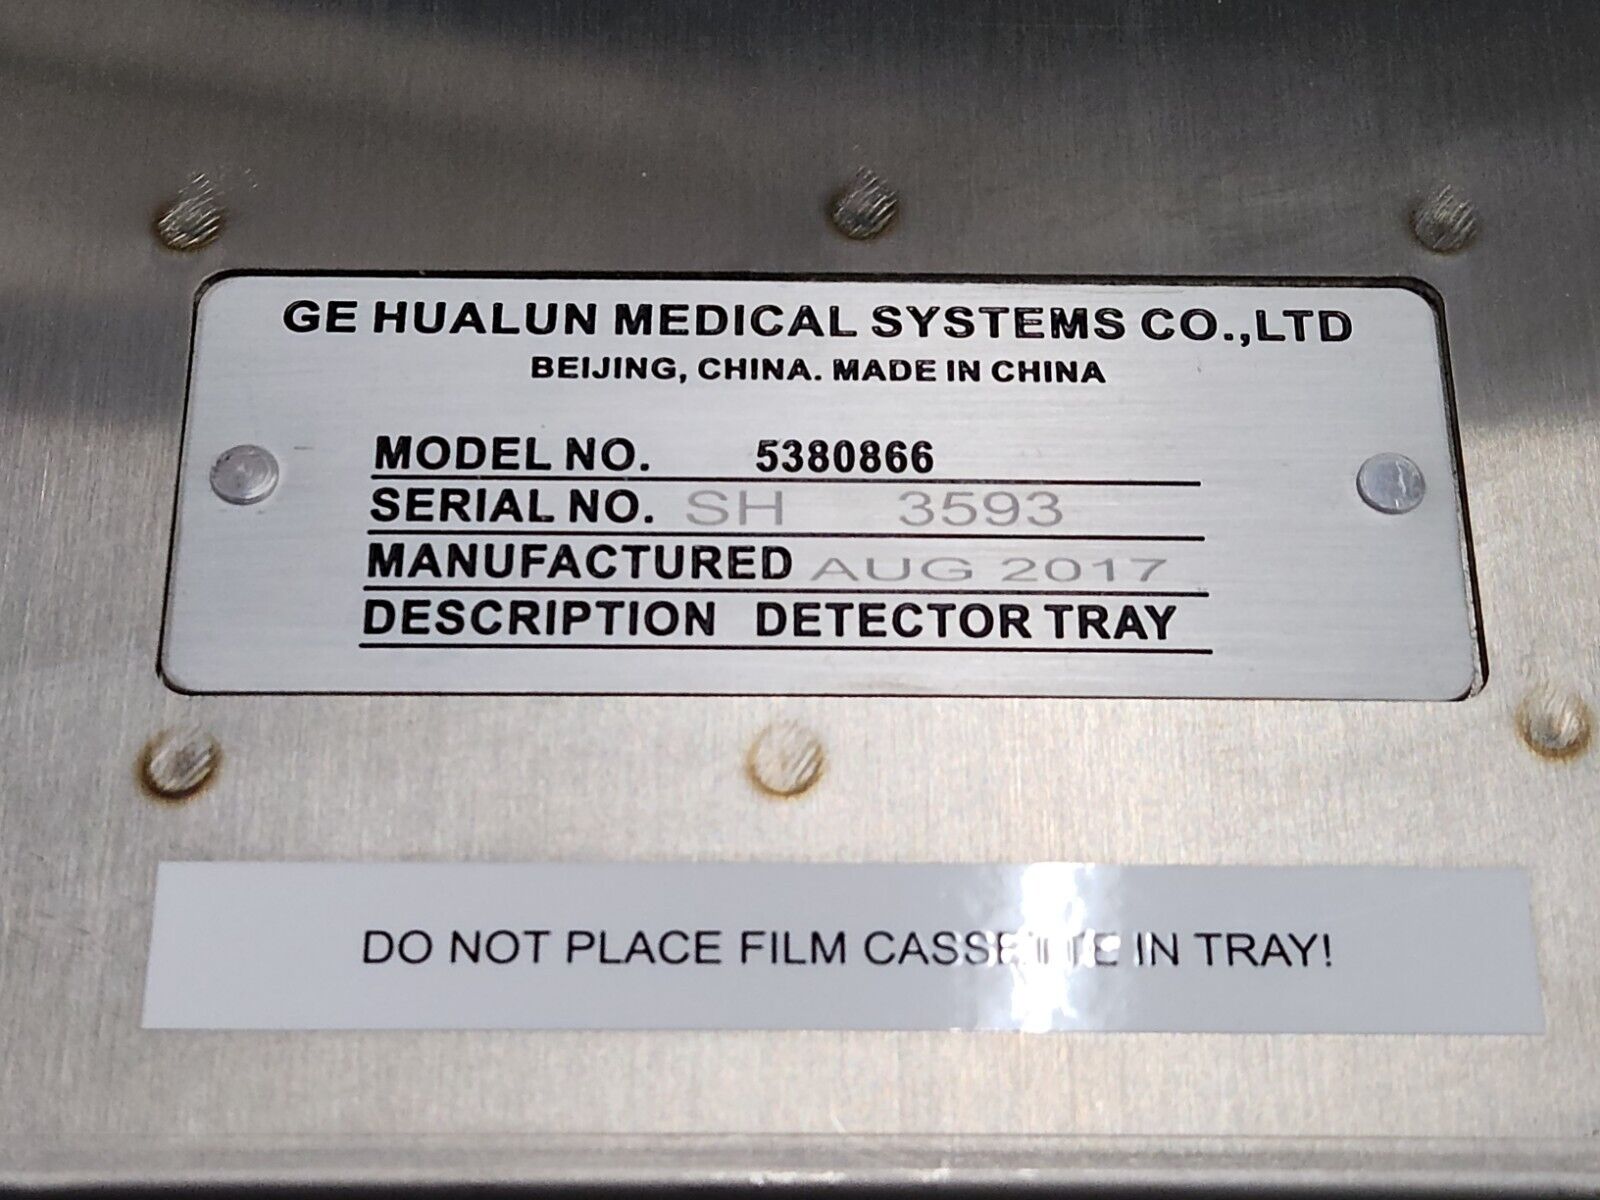 GE HUALUN MEDICAL SYSTEMS CO.,LTD
BEIJING, CHINA. MADE IN CHINA
MODEL NO. 5380866
SERIAL NO. SH 3593
MANUFACTURED AUG 2017
DESCRIPTION DETECTOR TRAY
DO NOT PLACE FILM CASSETTE IN TRAY!